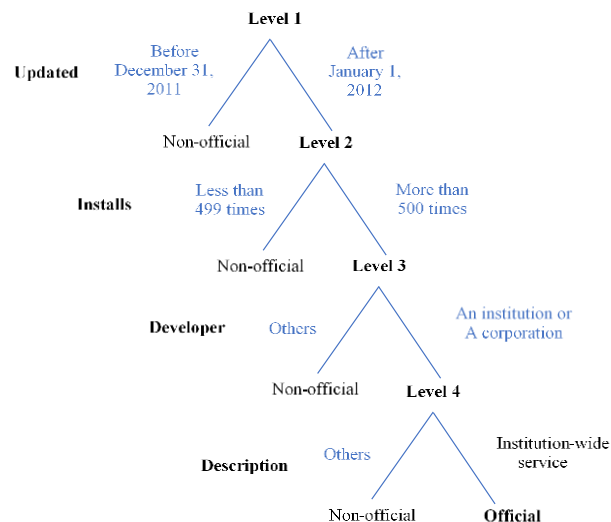 Level 1
Updated
Before
December 31,
2011
After
January 1,
2012
Non-official
Level 2
Installs
Less than
499 times
More than
500 times
Non-official
Level 3
Developer
Others
An institution or
A corporation
Non-official
Level 4
Description
Others
Institution-wide
service
Non-official
Official